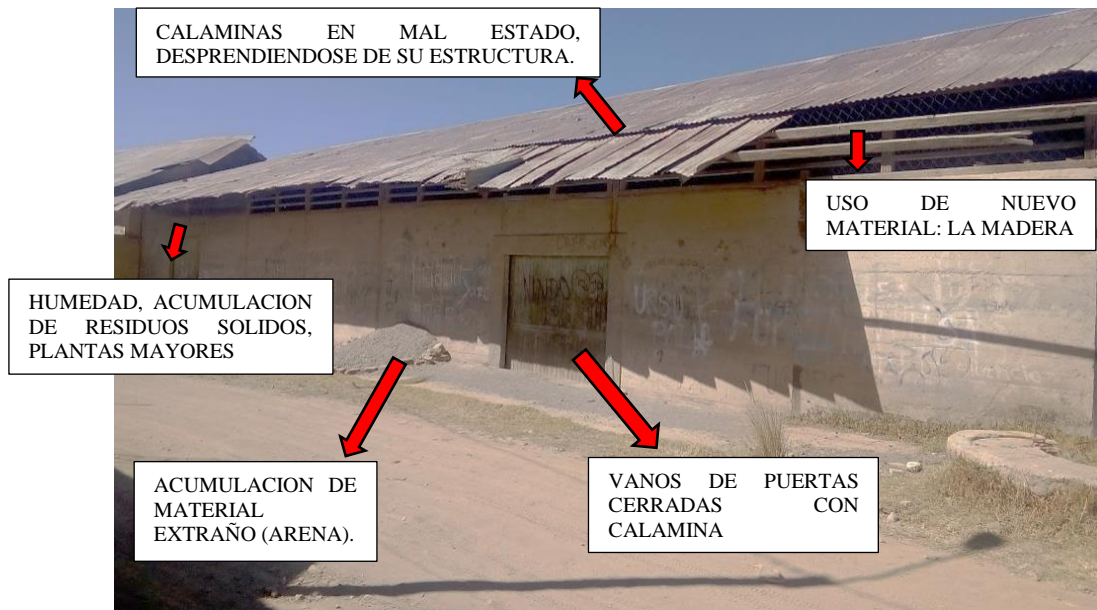 CALAMINAS EN MAL ESTADO,
DESPRENDIENDOSE DE SU ESTRUCTURA.
USO DE NUEVO
MATERIAL: LA MADERA
HUMEDAD, ACUMULACION
DE RESIDUOS SOLIDOS,
PLANTAS MAYORES
ACUMULACION DE
MATERIAL
EXTRAÑO (ARENA).
VANOS DE PUERTAS
CERRADAS CON
CALAMINA